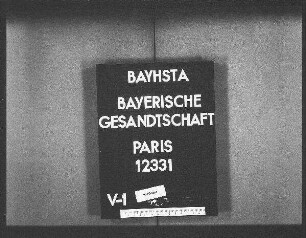 BAYHSTA
BAYERISCHE
GESANDTSCHAFT
PARIS
12331
V-1